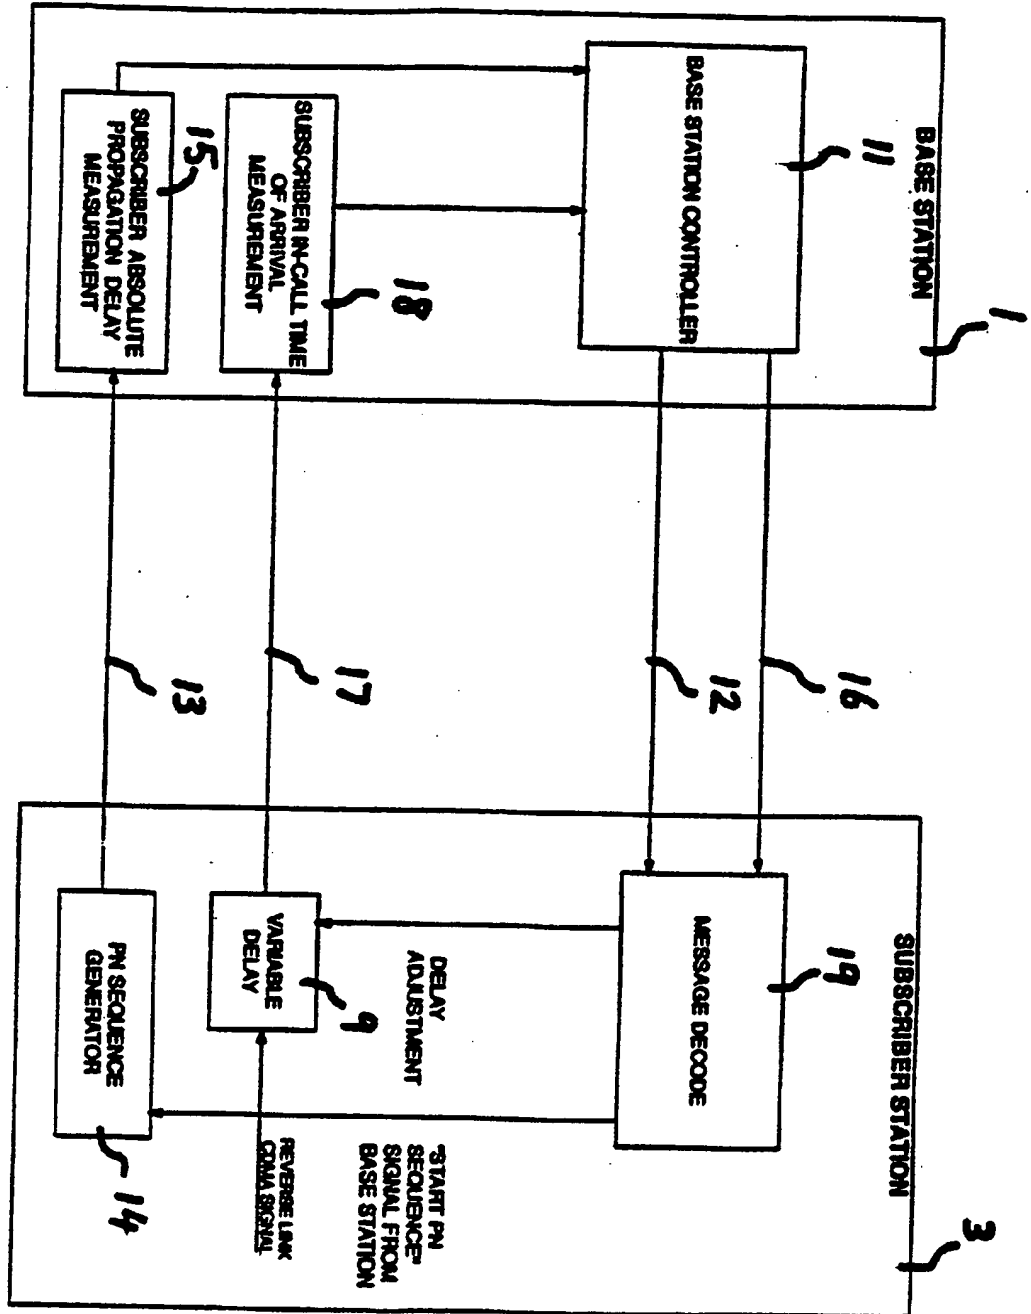 BASE STATION
1
BASE STATION CONTROLLER
11
SUBSCRIBER IN-CALL TIME
OF ARRIVAL
MEASUREMENT
18
SUBSCRIBER ABSOLUTE
PROPAGATION DELAY
MEASUREMENT
15
16
12
17
13
SUBSCRIBER STATION
3
MESSAGE DECODE
19
DELAY
ADJUSTMENT
"START PN
SEQUENCE"
SIGNAL FROM
BASE STATION
VARIABLE
DELAY
9
REVERSE LINK
CDMA SIGNAL
PN SEQUENCE
GENERATOR
14